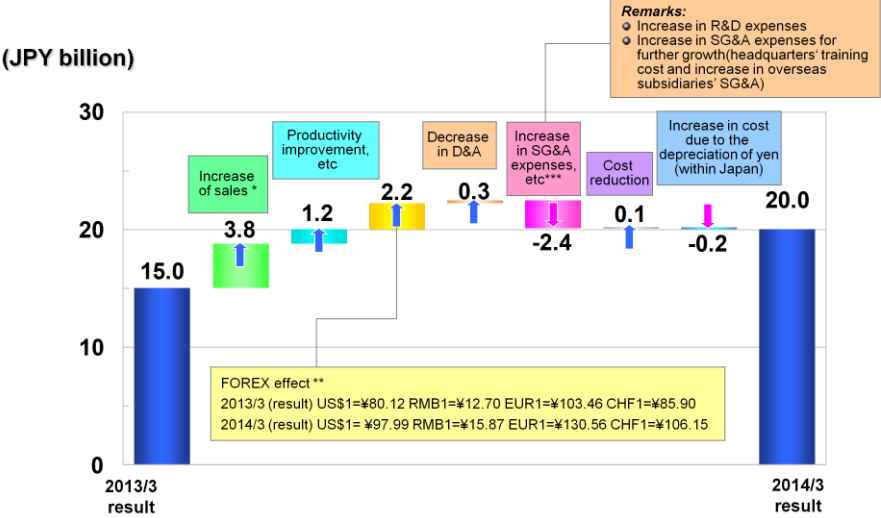 Remarks:
Increase in R&D expenses
Increase in SG&A expenses for
further growth(headquarters' training
cost and increase in overseas
subsidiaries' SG&A)
(JPY billion)
30
20
10
0
15.0
2013/3
result
Increase
of sales *
3.8
Productivity
improvement,
etc
1.2
2.2
Decrease
in D&A
0.3
Increase
in SG&A
expenses,
etc***
-2.4
Cost
reduction
0.1
Increase in cost
due to the
depreciation of yen
(within Japan)
-0.2
20.0
2014/3
result
FOREX effect **
2013/3 (result) US$1=¥80.12 RMB1=¥12.70 EUR1=¥103.46 CHF1=¥85.90
2014/3 (result) US$1= ¥97.99 RMB1=¥15.87 EUR1=¥130.56 CHF1=¥106.15